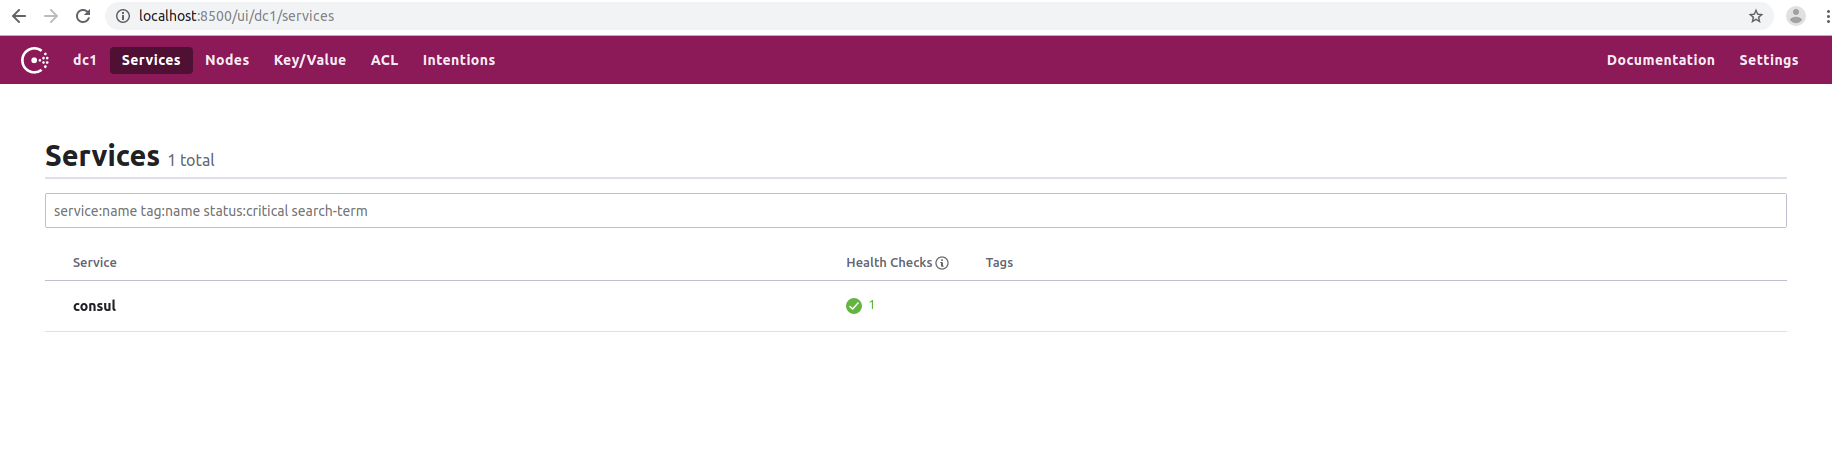 localhost:8500/ui/dc1/services
dc1 Services Nodes Key/Value ACL Intentions Documentation Settings
Services 1 total
service:name tag:name status:critical search-term
Service Health Checks Tags
consul 1